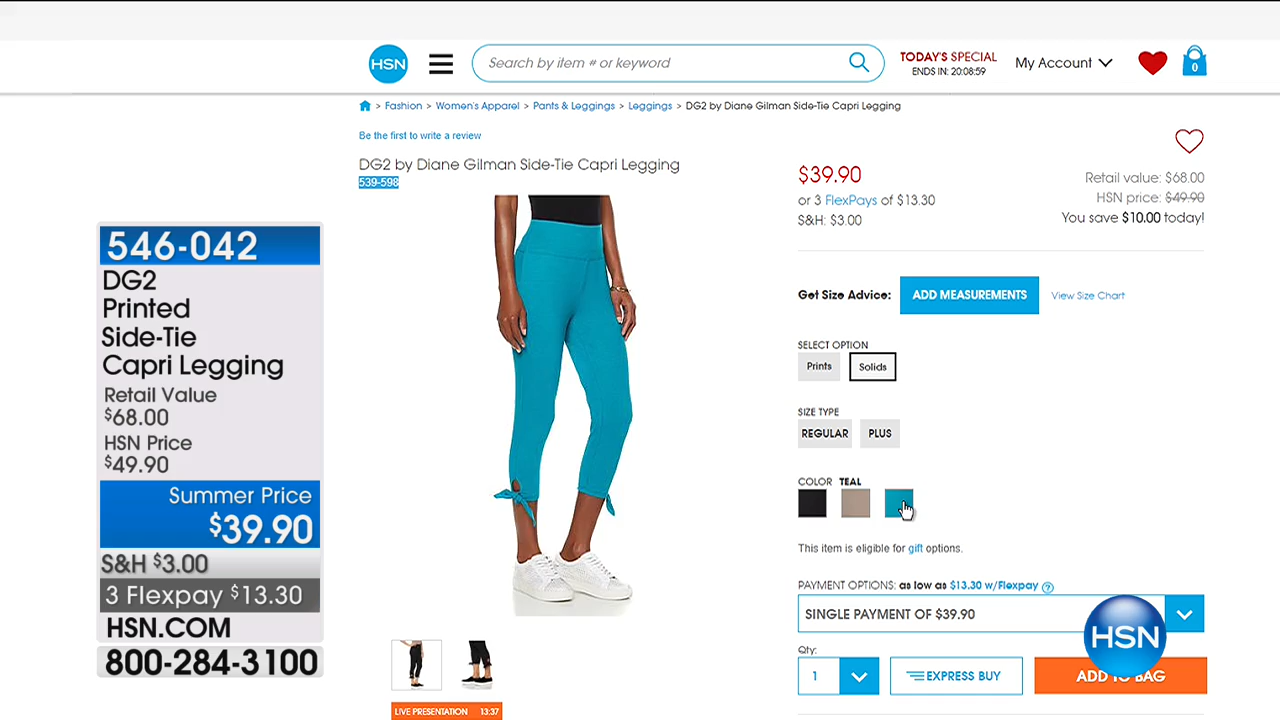 HSN
Search by item # or keyword
TODAY'S SPECIAL
ENDS IN: 20:08:59
My Account
0
> Fashion > Women's Apparel > Pants & Leggings > Leggings > DG2 by Diane Gilman Side-Tie Capri Legging
Be the first to write a review
DG2 by Diane Gilman Side-Tie Capri Legging
539-598
546-042
DG2
Printed
Side-Tie
Capri Legging
Retail Value
$68.00
HSN Price
$49.90
Summer Price
$39.90
S&H $3.00
3 Flexpay $13.30
HSN.COM
800-284-3100
LIVE PRESENTATION 13:37
$39.90
or 3 FlexPays of $13.30
S&H: $3.00
Retail value: $68.00
HSN price: $49.90
You save $10.00 today!
Get Size Advice: ADD MEASUREMENTS View Size Chart
SELECT OPTION
Prints Solids
SIZE TYPE
REGULAR PLUS
COLOR TEAL
This item is eligible for gift options.
PAYMENT OPTIONS: as low as $13.30 w/Flexpay ?
SINGLE PAYMENT OF $39.90
HSN
Qty:
1 EXPRESS BUY ADD TO BAG